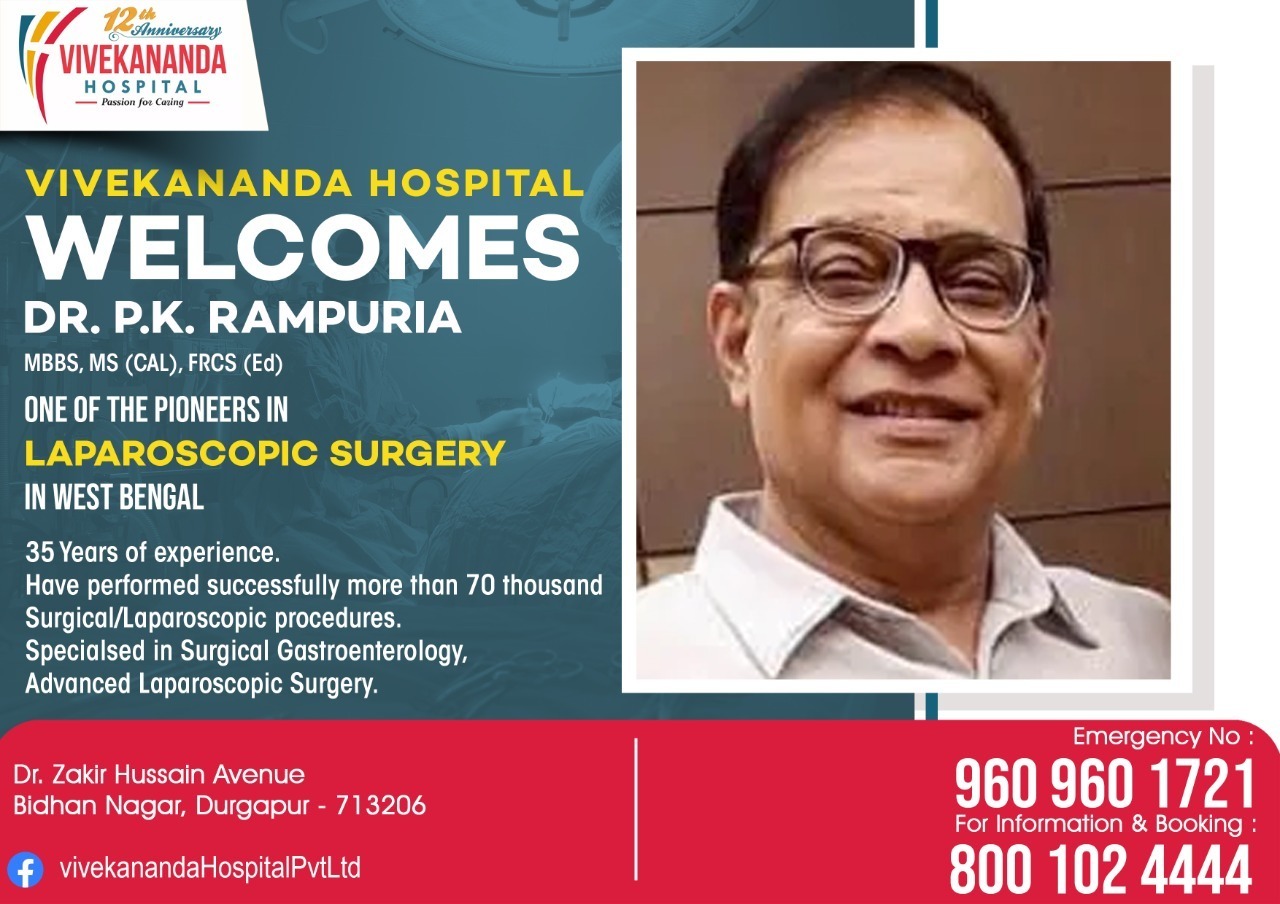 12th Anniversary
VIVEKANANDA
HOSPITAL
Passion for Caring
VIVEKANANDA HOSPITAL
WELCOMES
DR. P.K. RAMPURIA
MBBS, MS (CAL), FRCS (Ed)
ONE OF THE PIONEERS IN
LAPAROSCOPIC SURGERY
IN WEST BENGAL
35 Years of experience.
Have performed successfully more than 70 thousand
Surgical/Laparoscopic procedures.
Specialsed in Surgical Gastroenterology,
Advanced Laparoscopic Surgery.
Dr. Zakir Hussain Avenue
Bidhan Nagar, Durgapur - 713206
vivekanandaHospitalPvtLtd
Emergency No :
960 960 1721
For Information & Booking :
800 102 4444